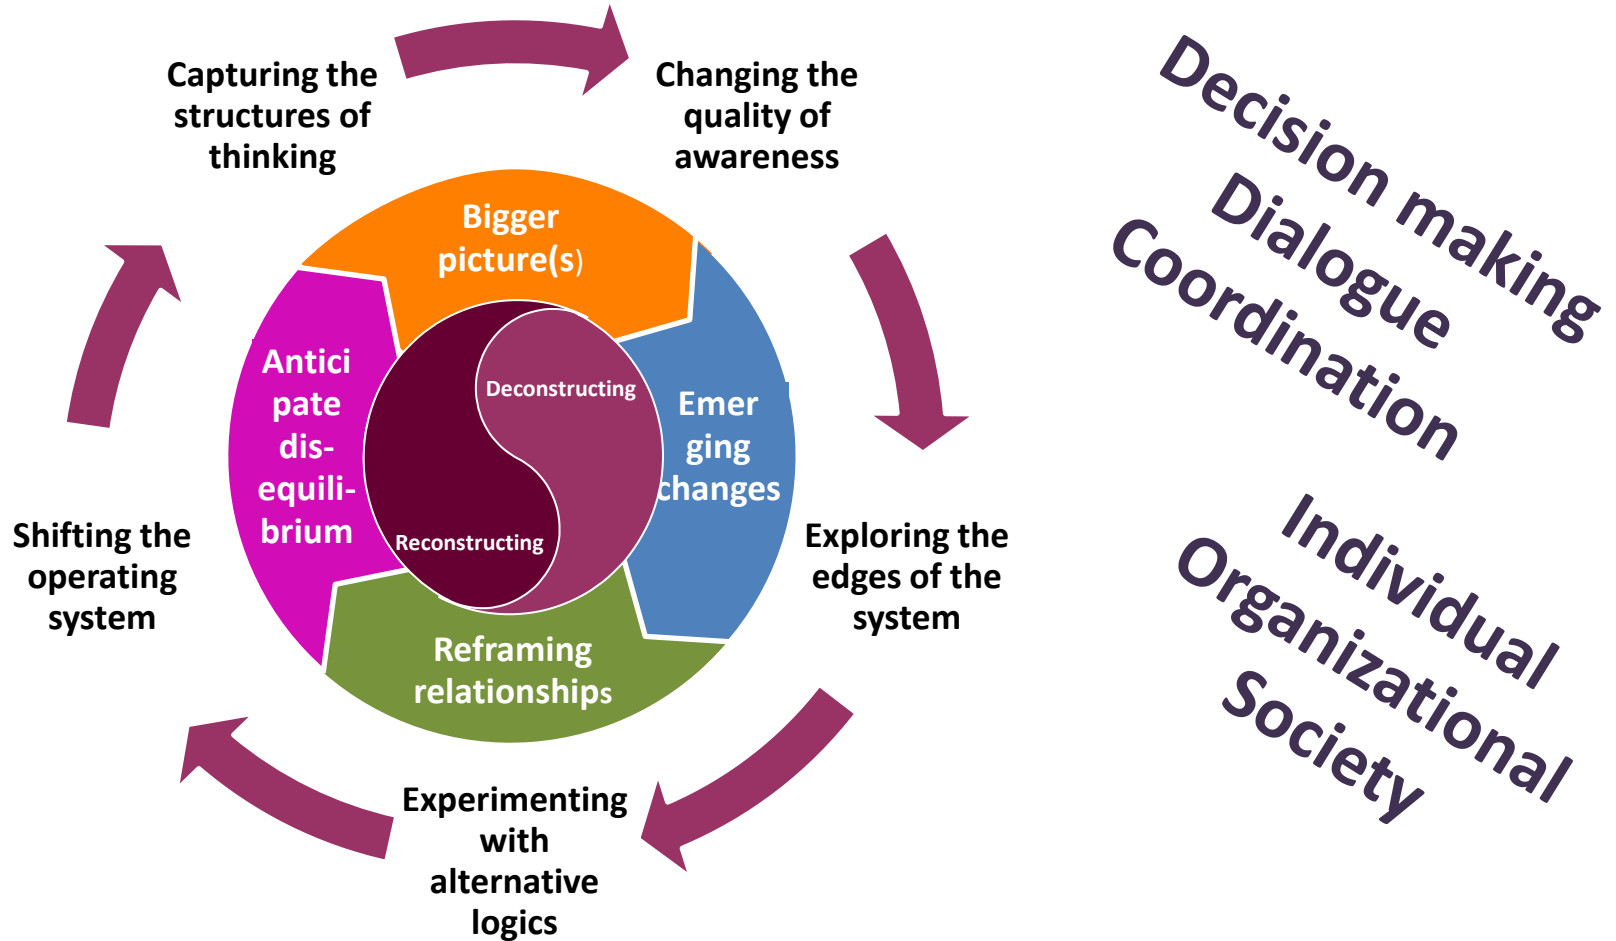 Capturing the
structures of
thinking
Changing the
quality of
awareness
Bigger
picture(s)
Antici
pate
dis-
equili-
brium
Deconstructing
Reconstructing
Emer
ging
changes
Shifting the
operating
system
Exploring the
edges of the
system
Reframing
relationships
Experimenting
with
alternative
logics
Decision making
Dialogue
Coordination
Individual
Organizational
Society